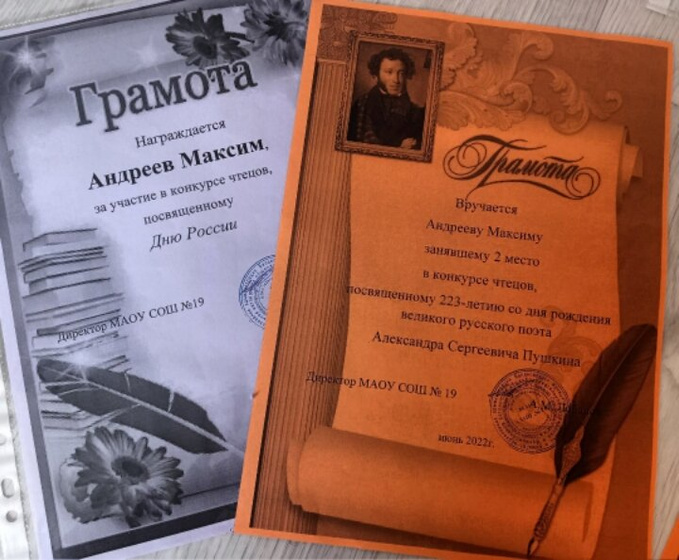 Грамота
Награждается
Андреев Максим,
за участие в конкурсе чтецов,
посвященному
Дню России
Директор МАОУ СОШ №19
Грамота
Вручается
Андрееву Максиму
занявшему 2 место
в конкурсе чтецов,
посвященному 223-летию со дня рождения
великого русского поэта
Александра Сергеевича Пушкина
Директор МАОУ СОШ № 19
июнь 2022г.